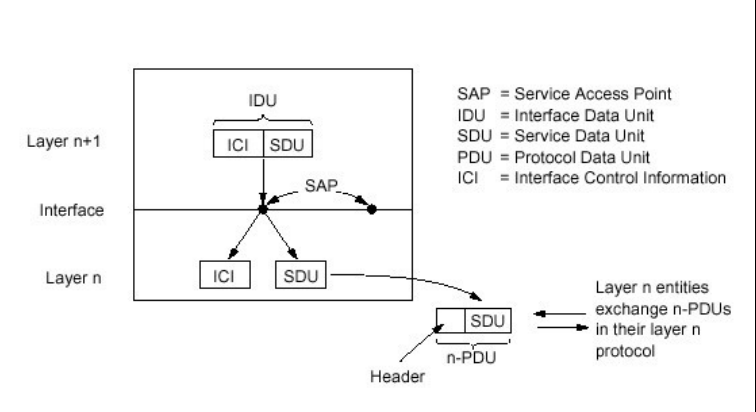 SAP = Service Access Point
IDU = Interface Data Unit
SDU = Service Data Unit
PDU = Protocol Data Unit
ICI = Interface Control Information
IDU
Layer n+1
ICI SDU
SAP
Interface
Layer n
ICI
SDU
Layer n entities
exchange n-PDUs
in their layer n
protocol
SDU
n-PDU
Header